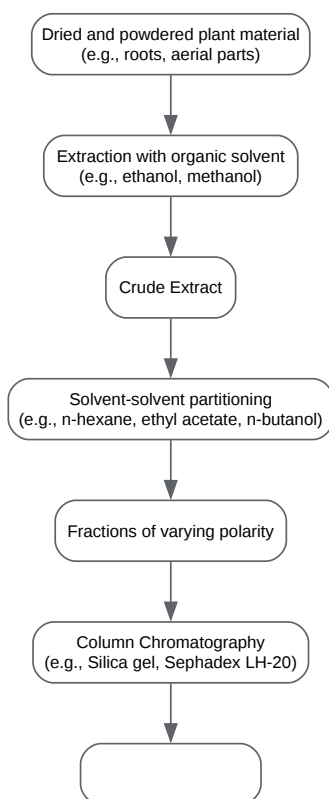 Dried and powdered plant material
(e.g., roots, aerial parts)
Extraction with organic solvent
(e.g., ethanol, methanol)
Crude Extract
Solvent-solvent partitioning
(e.g., n-hexane, ethyl acetate, n-butanol)
Fractions of varying polarity
Column Chromatography
(e.g., Silica gel, Sephadex LH-20)